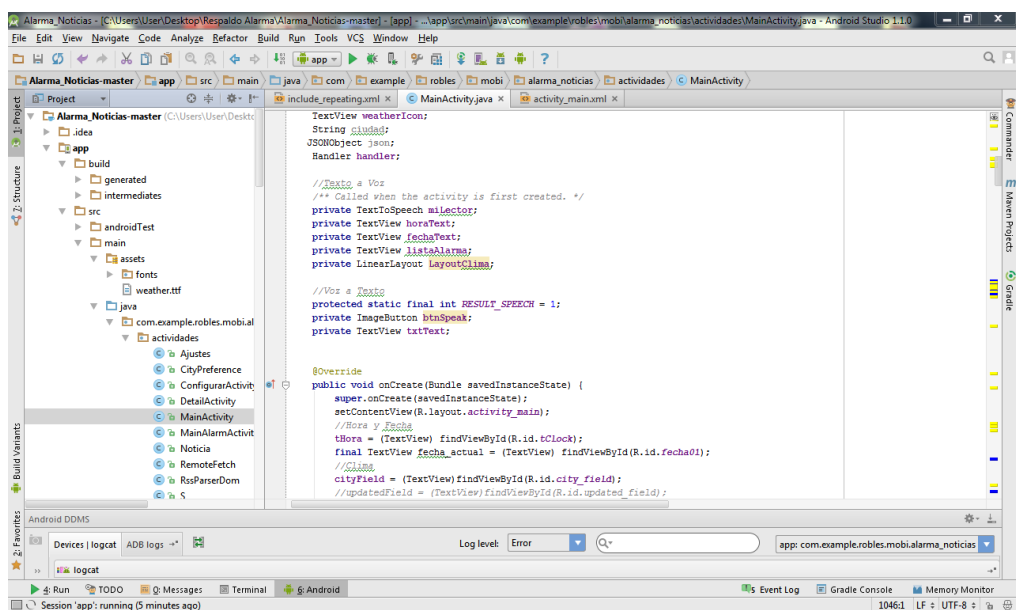 Alarma_Noticias - [C:\Users\User\Desktop\Respaldo Alarma\Alarma_Noticias-master] - [app] - ...\app\src\main\java\com\example\robles\mobi\alarma_noticias\actividades\MainActivity.java - Android Studio 1.1.0
File Edit View Navigate Code Analyze Refactor Build Run Tools VCS Window Help
app
Alarma_Noticias-master app src main java com example robles mobi alarma_noticias actividades MainActivity
Project
include_repeating.xml × MainActivity.java × activity_main.xml ×
1: Project
7: Structure
Build Variants
2: Favorites
Alarma_Noticias-master (C:\Users\User\Deskto
.idea
app
build
generated
intermediates
src
androidTest
main
assets
fonts
weather.ttf
java
com.example.robles.mobi.al
actividades
Ajustes
CityPreference
ConfigurarActivity
DetailActivity
MainActivity
MainAlarmActivit
Noticia
RemoteFetch
RssParserDom
S
TextView weatherIcon;
String ciudad;
JSONObject json;
Handler handler;
//Texto a Voz
/** Called when the activity is first created. */
private TextToSpeech miLector;
private TextView horaText;
private TextView fechaText;
private TextView listaAlarma;
private LinearLayout LayoutClima;
//Voz a Texto
protected static final int RESULT_SPEECH = 1;
private ImageButton btnSpeak;
private TextView txtText;
@Override
public void onCreate(Bundle savedInstanceState) {
super.onCreate(savedInstanceState);
setContentView(R.layout.activity_main);
//Hora y Fecha
tHora = (TextView) findViewById(R.id.tClock);
final TextView fecha_actual = (TextView) findViewById(R.id.fecha01);
//Clima
cityField = (TextView)findViewById(R.id.city_field);
//updatedField = (TextView)findViewById(R.id.updated_field);
Commander
Maven Projects
Gradle
Android DDMS
Devices | logcat ADB logs Log level: Error app: com.example.robles.mobi.alarma_noticias
logcat
4: Run TODO 0: Messages Terminal 6: Android Event Log Gradle Console Memory Monitor
Session 'app': running (5 minutes ago) 1046:1 LF UTF-8